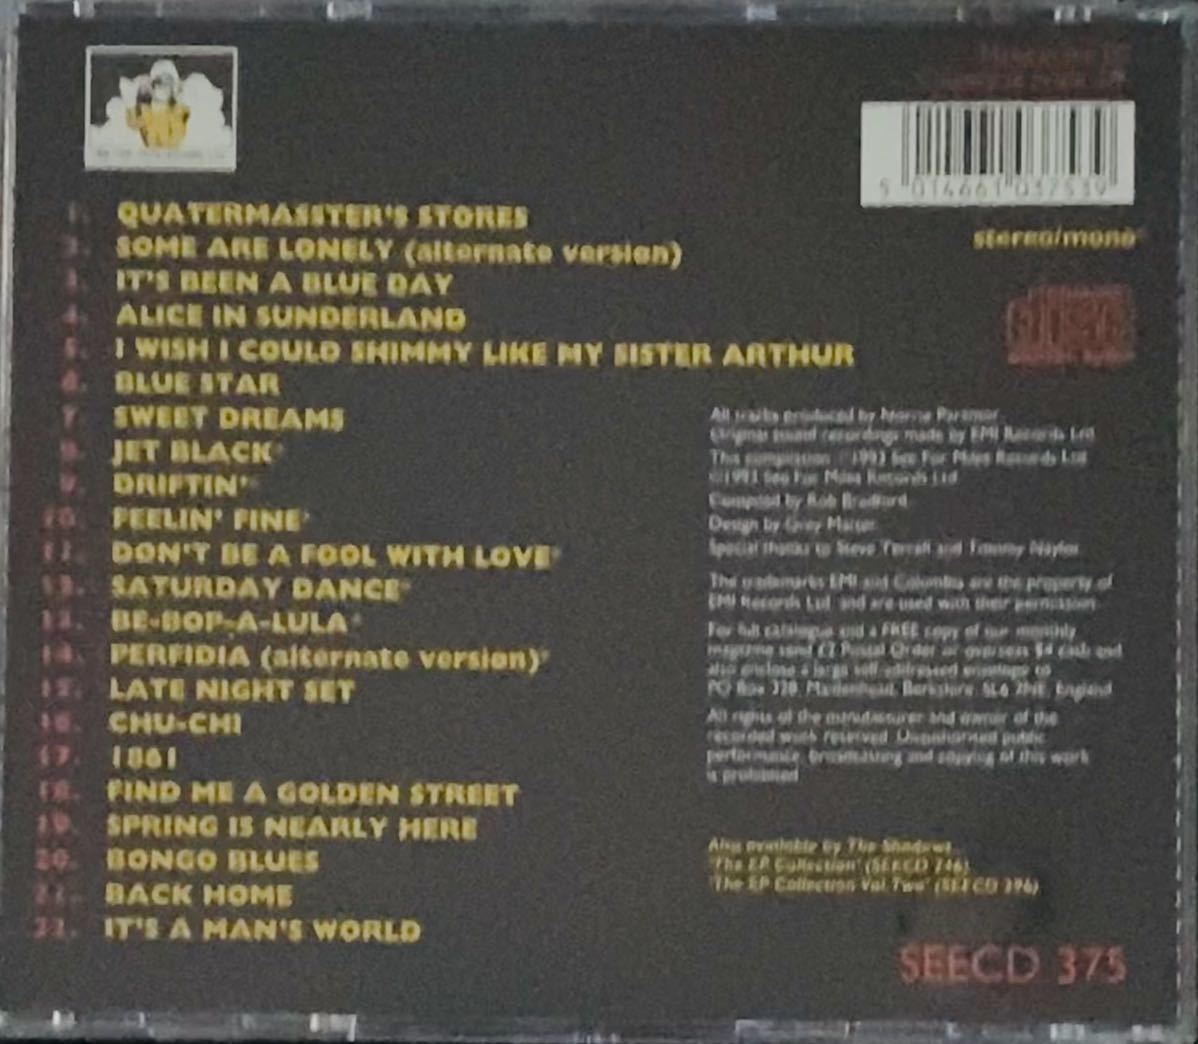 5 014661 037539
stereo/mono
1. QUATERMASSTER'S STORES
2. SOME ARE LONELY (alternate version)
3. IT'S BEEN A BLUE DAY
4. ALICE IN SUNDERLAND
5. I WISH I COULD SHIMMY LIKE MY SISTER ARTHUR
6. BLUE STAR
7. SWEET DREAMS
8. JET BLACK*
9. DRIFTIN'*
10. FEELIN' FINE*
11. DON'T BE A FOOL WITH LOVE*
12. SATURDAY DANCE*
13. BE-BOP-A-LULA*
14. PERFIDIA (alternate version)*
15. LATE NIGHT SET
16. CHU-CHI
17. 1861
18. FIND ME A GOLDEN STREET
19. SPRING IS NEARLY HERE
20. BONGO BLUES
21. BACK HOME
22. IT'S A MAN'S WORLD
All tracks produced by Norrie Paramor
Original sound recordings made by EMI Records Ltd
This compilation ℗1993 See For Miles Records Ltd
©1993 See For Miles Records Ltd
Compiled by Rob Bradford
Design by Grey Matter
Special thanks to Steve and Tommy Naylor
The trademarks EMI and Columbia are the property of
EMI Records Ltd. and are used with their permission
For full catalogue and a FREE copy of our monthly
magazine send £2 Postal Order or overseas $4 cash and
also enclose a large self-addressed envelope to
PO Box 328, Maidenhead, Berkshire. SL6 2NE, England
All rights of the manufacturer and owner of the
recorded work reserved. Unauthorised public
performance, broadcasting and copying of this work
is prohibited
Also available by The Shadows
'The EP Collection' (SEECD 246)
'The EP Collection Vol Two' (SEECD 296)
SEECD 375